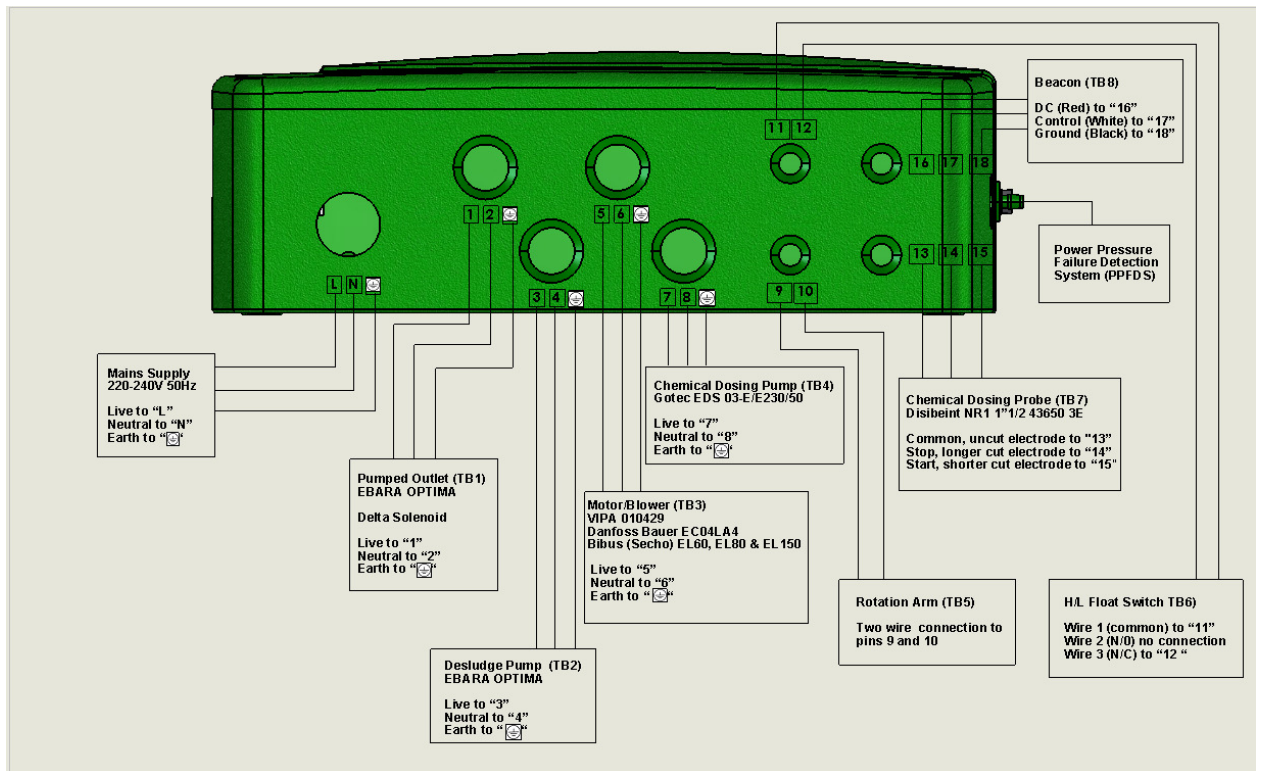 11 12
16 17 18
1 2
5 6
13 14 15
L N
3 4
7 8
9 10
Beacon (TB8)
DC (Red) to “16”
Control (White) to “17”
Ground (Black) to “18”
Power Pressure
Failure Detection
System (PPFDS)
Mains Supply
220-240V 50Hz
Live to “L”
Neutral to “N”
Earth to “ “
Pumped Outlet (TB1)
EBARA OPTIMA
Delta Solenoid
Live to “1”
Neutral to “2”
Earth to “ “
Desludge Pump (TB2)
EBARA OPTIMA
Live to “3”
Neutral to “4”
Earth to “ “
Motor/Blower (TB3)
VIPA 010429
Danfoss Bauer EC04LA4
Bibus (Secho) EL60, EL80 & EL150
Live to “5”
Neutral to “6”
Earth to “ “
Chemical Dosing Pump (TB4)
Gotec EDS 03-E/E230/50
Live to “7”
Neutral to “8”
Earth to “ “
Chemical Dosing Probe (TB7)
Disibeint NR1 1”1/2 43650 3E
Common, uncut electrode to "13”
Stop, longer cut electrode to “14”
Start, shorter cut electrode to “15"
Rotation Arm (TB5)
Two wire connection to
pins 9 and 10
H/L Float Switch TB6)
Wire 1 (common) to “11”
Wire 2 (N/0) no connection
Wire 3 (N/C) to “12 “